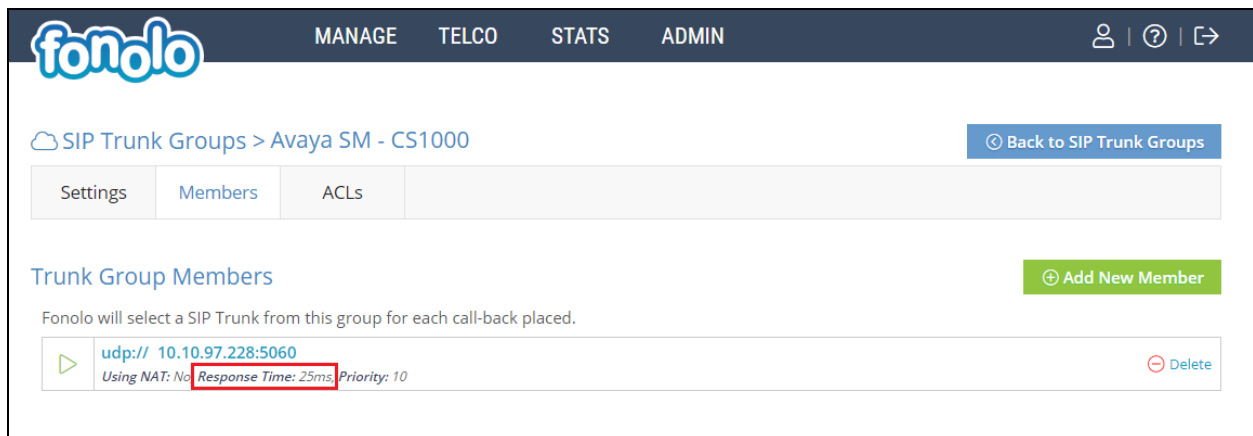 fonolo MANAGE TELCO STATS ADMIN
SIP Trunk Groups > Avaya SM - CS1000
Back to SIP Trunk Groups
Settings Members ACLs
Trunk Group Members
Add New Member
Fonolo will select a SIP Trunk from this group for each call-back placed.
udp:// 10.10.97.228:5060
Using NAT: No, Response Time: 25ms, Priority: 10
Delete